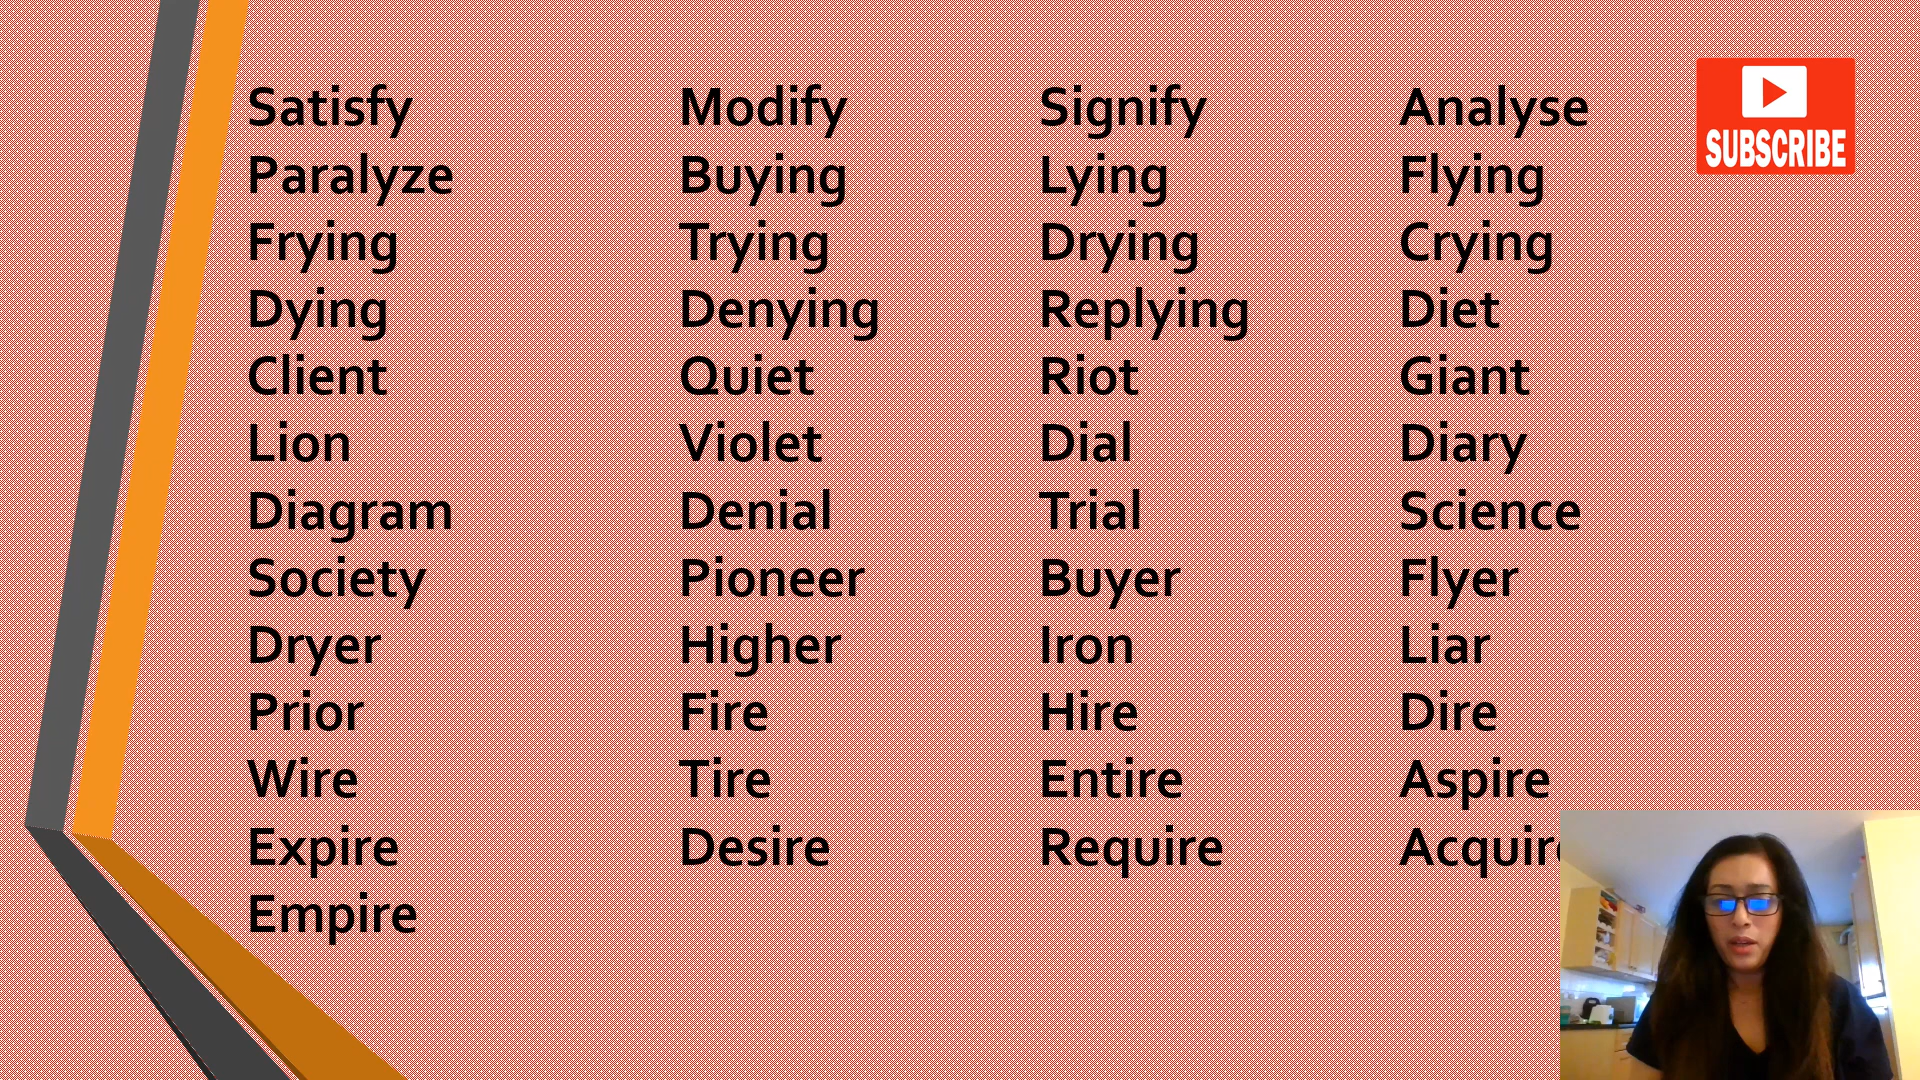 Satisfy Modify Signify Analyse
Paralyze Buying Lying Flying
Frying Trying Drying Crying
Dying Denying Replying Diet
Client Quiet Riot Giant
Lion Violet Dial Diary
Diagram Denial Trial Science
Society Pioneer Buyer Flyer
Dryer Higher Iron Liar
Prior Fire Hire Dire
Wire Tire Entire Aspire
Expire Desire Require
Empire
SUBSCRIBE